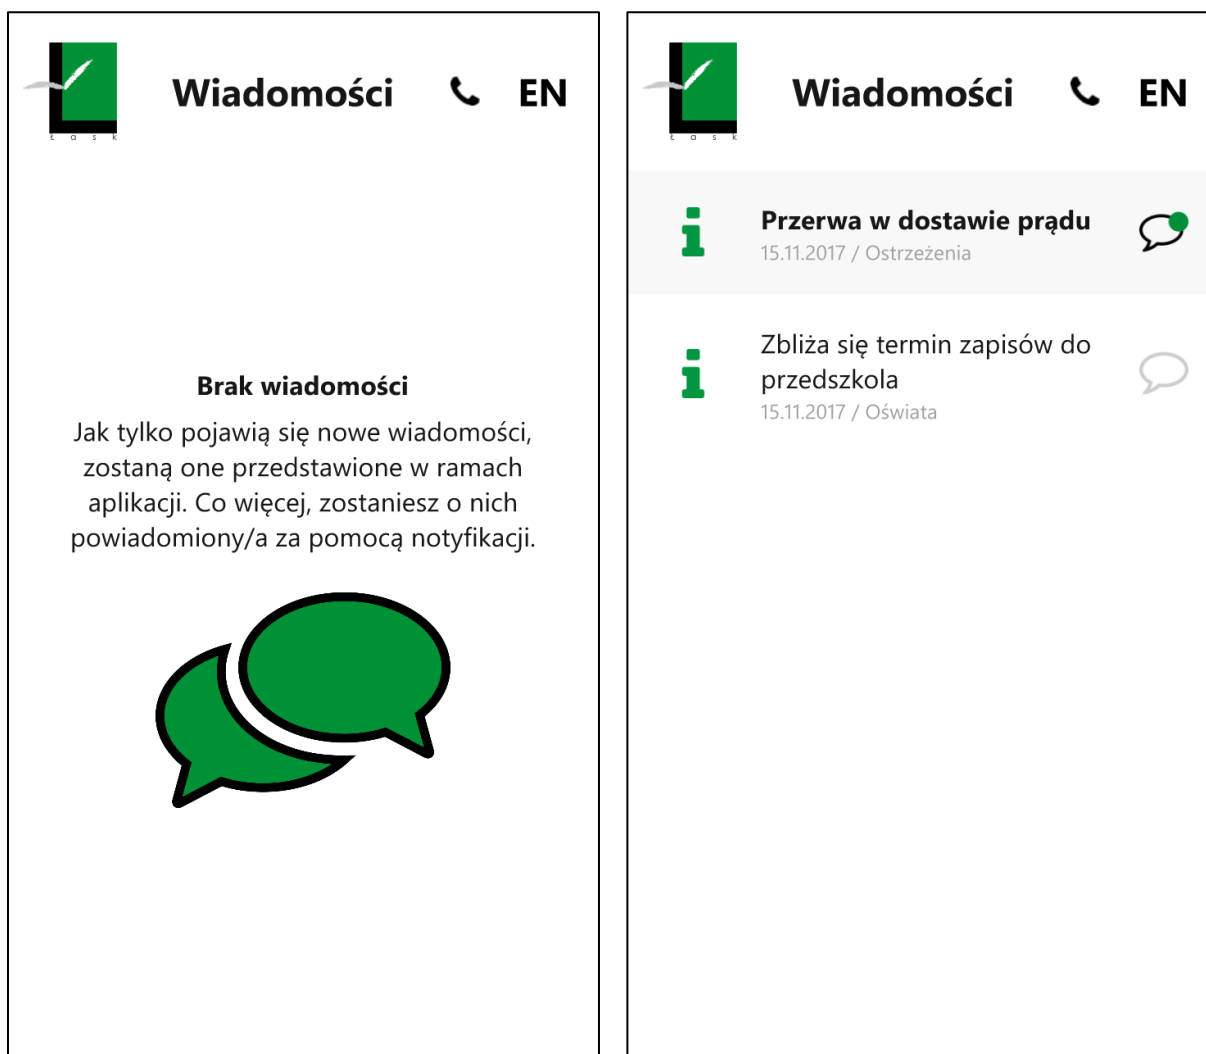 Wiadomości
EN
Łask
Brak wiadomości
Jak tylko pojawią się nowe wiadomości,
zostaną one przedstawione w ramach
aplikacji. Co więcej, zostaniesz o nich
powiadomiony/a za pomocą notyfikacji.
Wiadomości
EN
Łask
Przerwa w dostawie prądu
15.11.2017 / Ostrzeżenia
Zbliża się termin zapisów do
przedszkola
15.11.2017 / Oświata